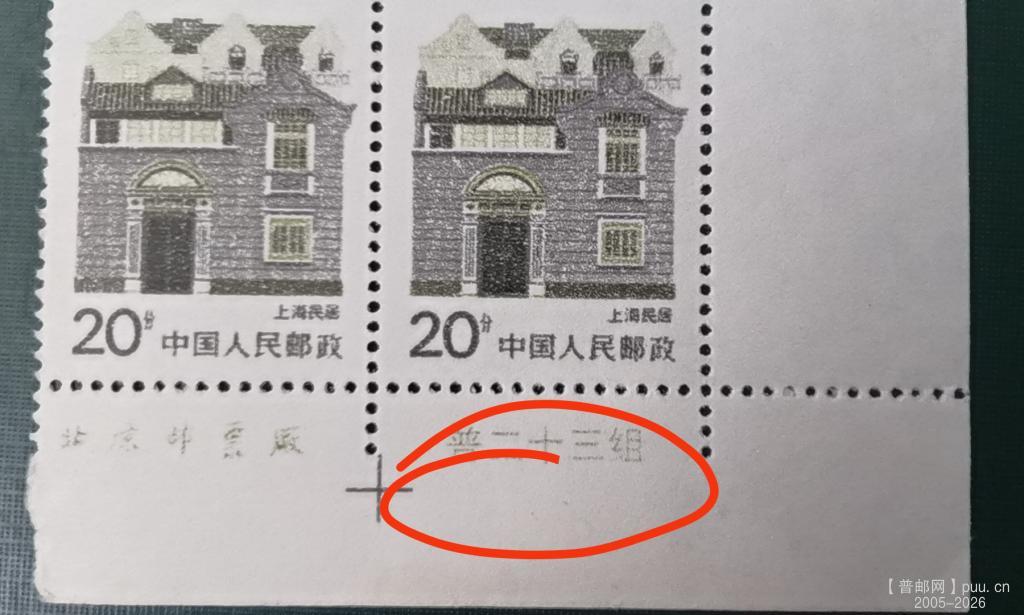 上海民居
20分 中国人民邮政
上海民居
20分 中国人民邮政
北京邮票厂
普二十三组
【普邮网】puu.cn
2005-2026